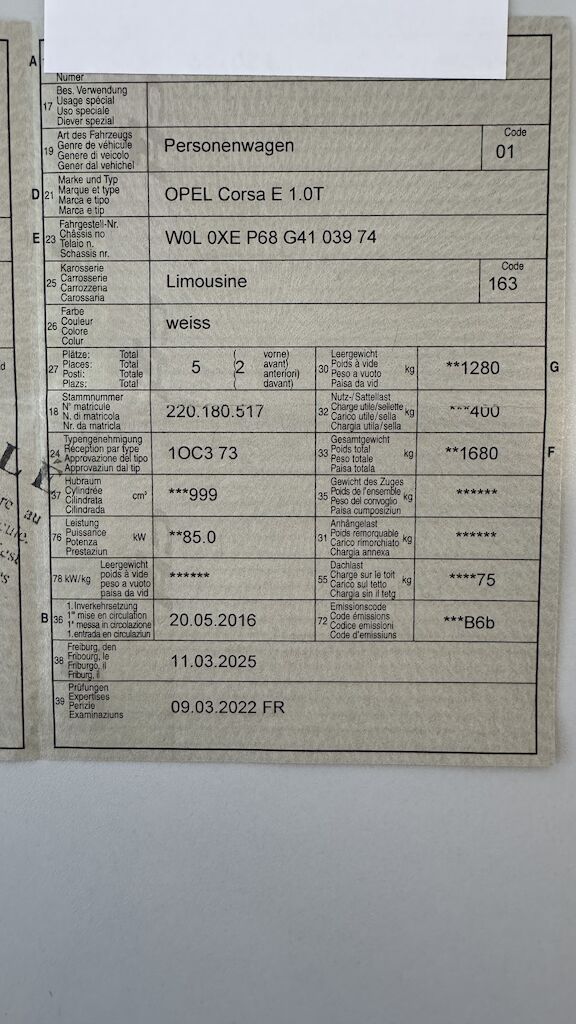 A
Numer
17 Bes. Verwendung
Usage spécial
Uso speciale
Diever spezial
19 Art des Fahrzeugs
Genre de véhicule
Genere di veicolo
Gener dal vehichel
Personenwagen
Code
01
D 21 Marke und Typ
Marque et type
Marca e tipo
Marca e tip
OPEL Corsa E 1.0T
E 23 Fahrgestell-Nr.
Châssis no
Telaio n.
Schassis nr.
W0L 0XE P68 G41 039 74
25 Karosserie
Carrosserie
Carrozzeria
Carossaria
Limousine
Code
163
26 Farbe
Couleur
Colore
Colur
weiss
27 Plätze: Total
Places: Total
Posti: Totale
Plazs: Total
5 (2 vorne)
( avant)
( anteriori)
( davant)
30 Leergewicht
Poids à vide
Peso a vuoto
Paisa da vid
kg
**1280
G
18 Stammnummer
N° matricule
N. di matricola
Nr. da matricla
220.180.517
32 Nutz-/Sattellast
Charge utile/sellette
Carico utile/sella
Chargia utila/sella
kg
***400
24 Typengenehmigung
Réception par type
Approvazione del tipo
Approvaziun dal tip
1OC3 73
33 Gesamtgewicht
Poids total
Peso totale
Paisa totala
kg
**1680
F
37 Hubraum
Cylindrée
Cilindrata
Cilindrada
cm³
***999
35 Gewicht des Zuges
Poids de l'ensemble
Peso del convoglio
Paisa cumposiziun
kg
******
76 Leistung
Puissance
Potenza
Prestaziun
kW
**85.0
31 Anhängelast
Poids remorquable
Carico rimorchiato
Chargia annexa
kg
******
78 kW/kg Leergewicht
poids à vide
peso a vuoto
paisa da vid
******
55 Dachlast
Charge sur le toit
Carico sul tetto
Chargia sin il tetg
kg
****75
B 36 1.Inverkehrsetzung
1re mise en circulation
1a messa in circolazione
1.entrada en circulaziun
20.05.2016
72 Emissionscode
Code émissions
Codice emissioni
Code d'emissiuns
***B6b
38 Freiburg, den
Fribourg, le
Friburgo, il
Friburg, il
11.03.2025
39 Prüfungen
Expertises
Perizie
Examinaziuns
09.03.2022 FR
L E
au